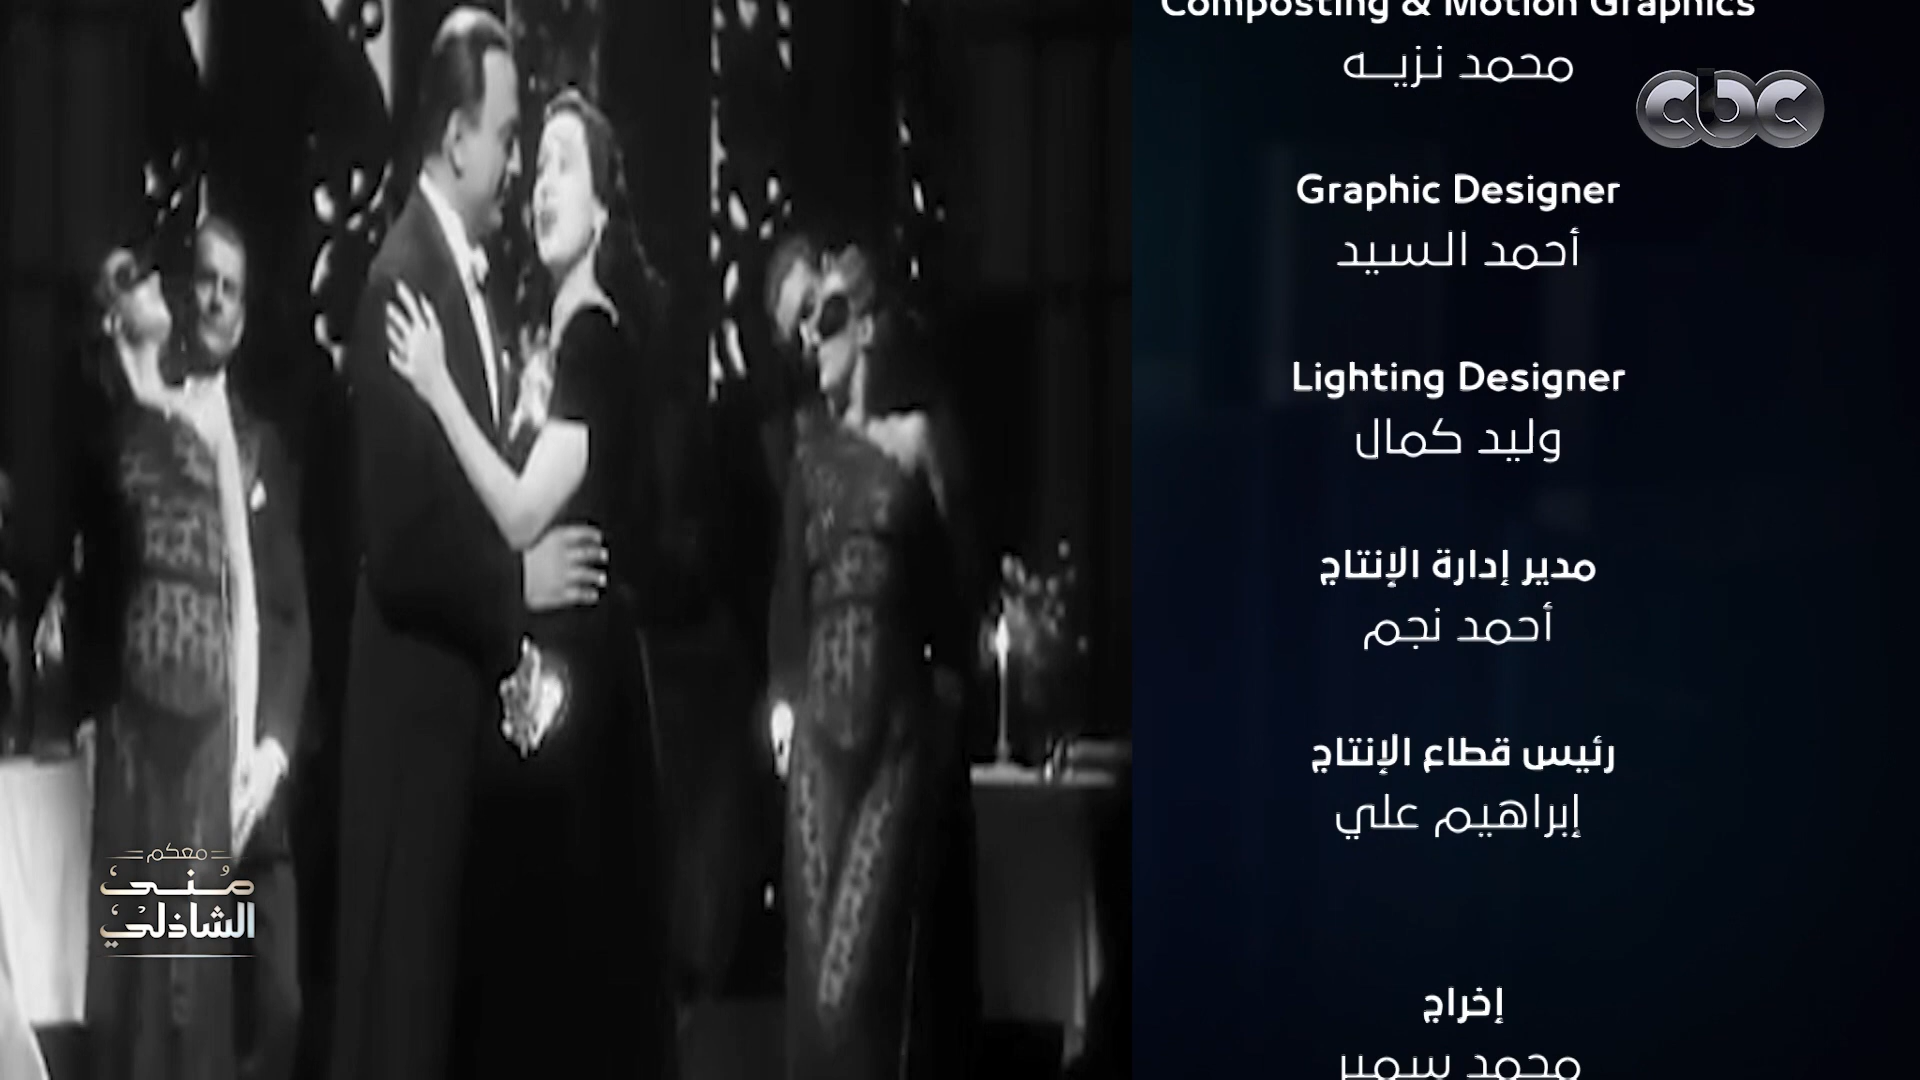 Composting & Motion Graphics
محمد نزيه
cbc
Graphic Designer
أحمد السيد
Lighting Designer
وليد كمال
مدير إدارة الإنتاج
أحمد نجم
رئيس قطاع الإنتاج
إبراهيم علي
إخراج
محمد سمير
معكم
مُنى
الشاذلي